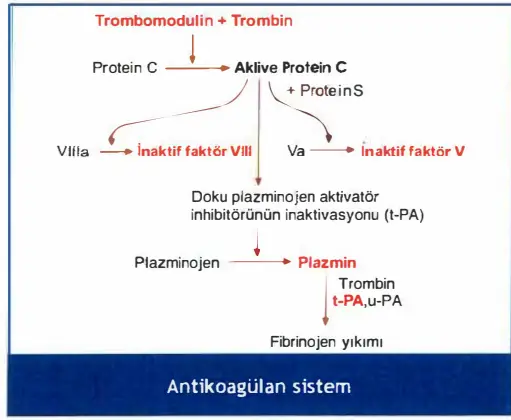 Trombomodulin + Trombin
Protein C → Aklive Protein C
+ ProteinS
VIIIa → İnaktif faktör VIII Va → İnaktif faktör V
Doku plazminojen aktivatör
inhibitörünün inaktivasyonu (t-PA)
Plazminojen → Plazmin
Trombin
t-PA,u-PA
Fibrinojen yıkımı
Antikoagülan sistem